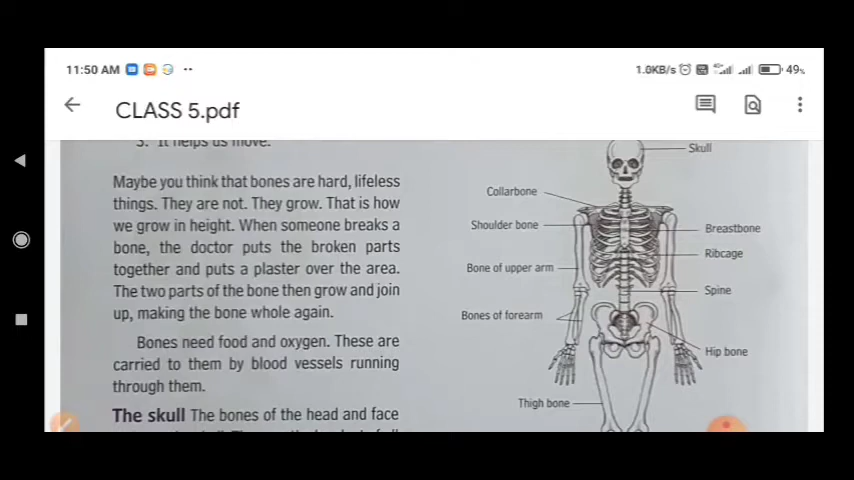 11:50 AM
1.0KB/s
49%
CLASS 5.pdf
3. It helps us move.
Maybe you think that bones are hard, lifeless
things. They are not. They grow. That is how
we grow in height. When someone breaks a
bone, the doctor puts the broken parts
together and puts a plaster over the area.
The two parts of the bone then grow and join
up, making the bone whole again.
Bones need food and oxygen. These are
carried to them by blood vessels running
through them.
The skull The bones of the head and face
Skull
Collarbone
Shoulder bone
Breastbone
Ribcage
Bone of upper arm
Spine
Bones of forearm
Hip bone
Thigh bone